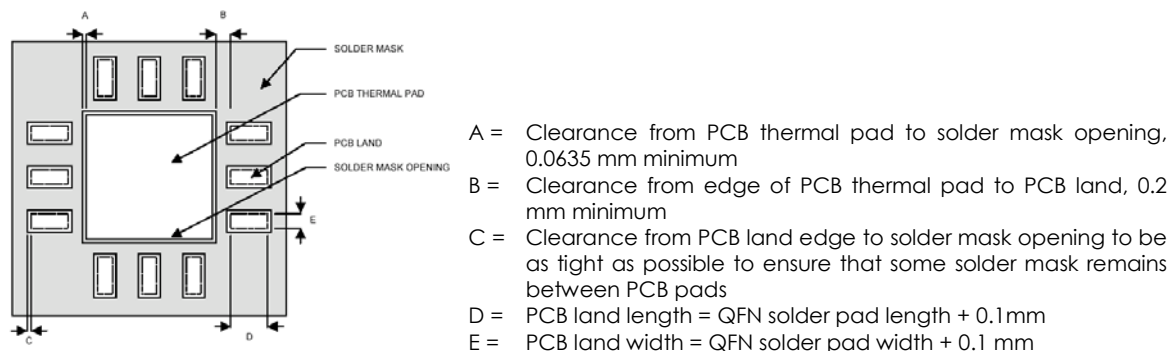 A
B
SOLDER MASK
PCB THERMAL PAD
PCB LAND
SOLDER MASK OPENING
E
C
D
A = Clearance from PCB thermal pad to solder mask opening,
0.0635 mm minimum
B = Clearance from edge of PCB thermal pad to PCB land, 0.2
mm minimum
C = Clearance from PCB land edge to solder mask opening to be
as tight as possible to ensure that some solder mask remains
between PCB pads
D = PCB land length = QFN solder pad length + 0.1mm
E = PCB land width = QFN solder pad width + 0.1 mm